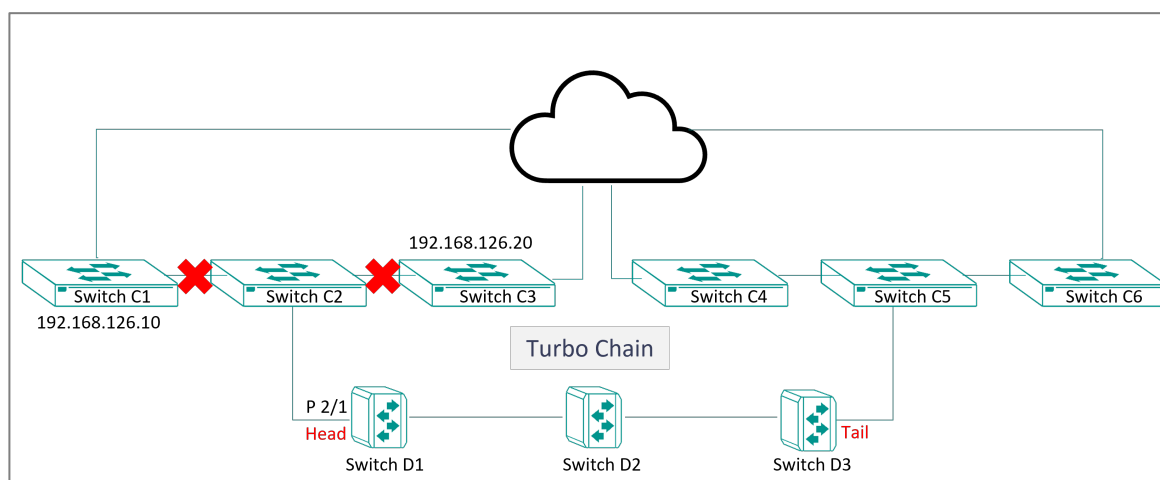 192.168.126.20
Switch C1
Switch C2
Switch C3
Switch C4
Switch C5
Switch C6
192.168.126.10
Turbo Chain
P 2/1
Head
Tail
Switch D1
Switch D2
Switch D3